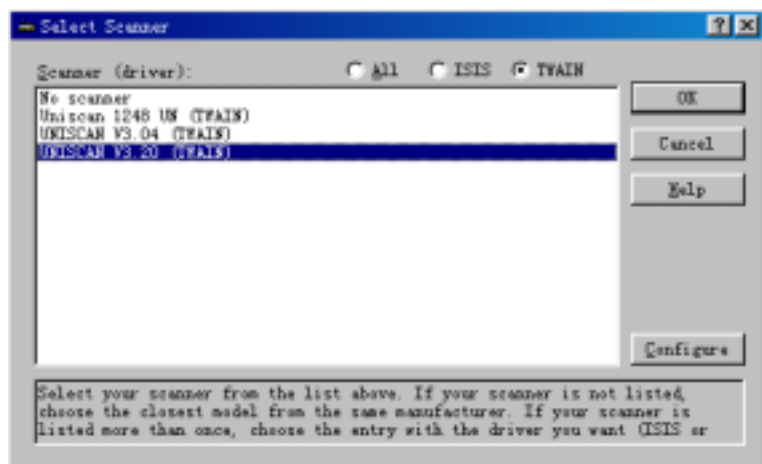 Select Scanner
Scanner (driver): All ISIS TWAIN
No scanner
Uniscan 1248 UN (TWAIN)
UNISCAN V3.04 (TWAIN)
UNISCAN V3.20 (TWAIN)
OK
Cancel
Help
Configure
Select your scanner from the list above. If your scanner is not listed,
choose the closest model from the same manufacturer. If your scanner is
listed more than once, choose the entry with the driver you want (ISIS or